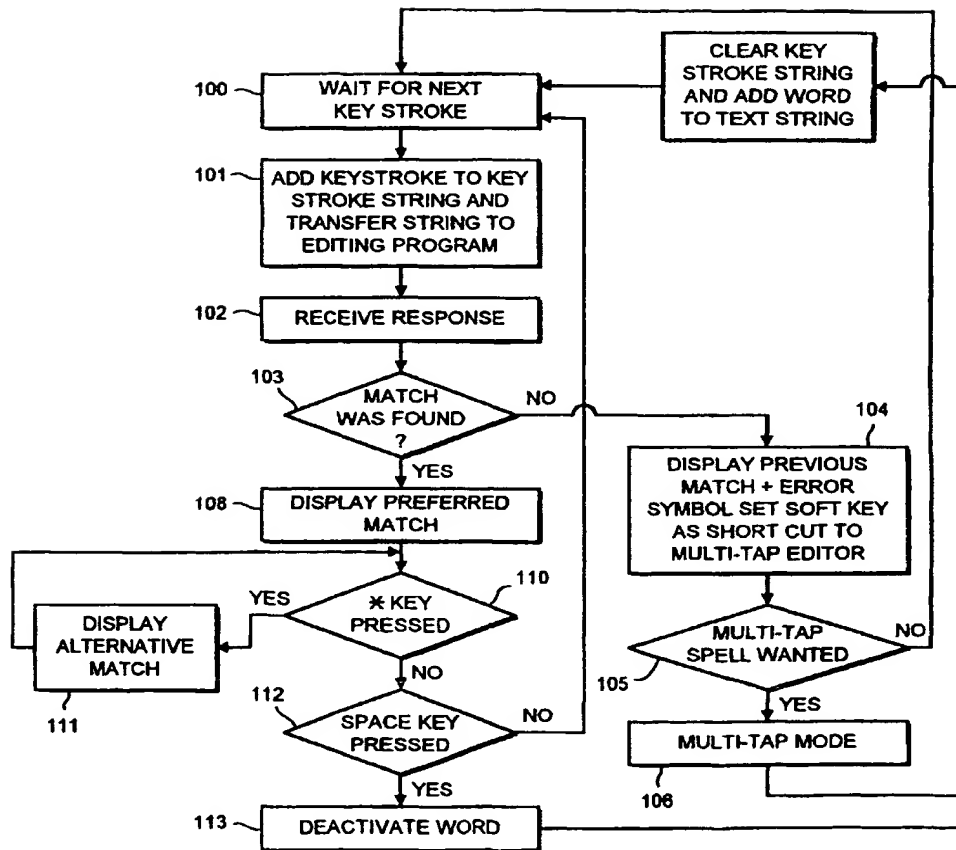 100
WAIT FOR NEXT
KEY STROKE
CLEAR KEY
STROKE STRING
AND ADD WORD
TO TEXT STRING
101
ADD KEYSTROKE TO KEY
STROKE STRING AND
TRANSFER STRING TO
EDITING PROGRAM
102
RECEIVE RESPONSE
103
MATCH
WAS FOUND
?
NO
YES
104
DISPLAY PREVIOUS
MATCH + ERROR
SYMBOL SET SOFT KEY
AS SHORT CUT TO
MULTI-TAP EDITOR
108
DISPLAY PREFERRED
MATCH
110
* KEY
PRESSED
YES
NO
DISPLAY
ALTERNATIVE
MATCH
111
105
MULTI-TAP
SPELL WANTED
NO
YES
112
SPACE KEY
PRESSED
NO
YES
MULTI-TAP MODE
106
113
DEACTIVATE WORD